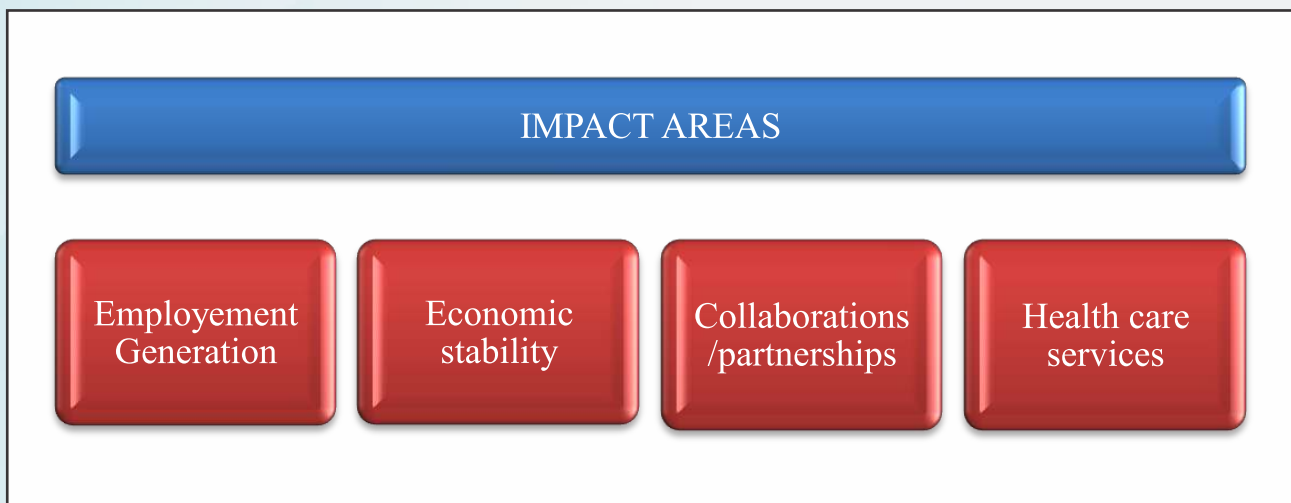 IMPACT AREAS
Employement
Generation
Economic
stability
Collaborations
/partnerships
Health care
services